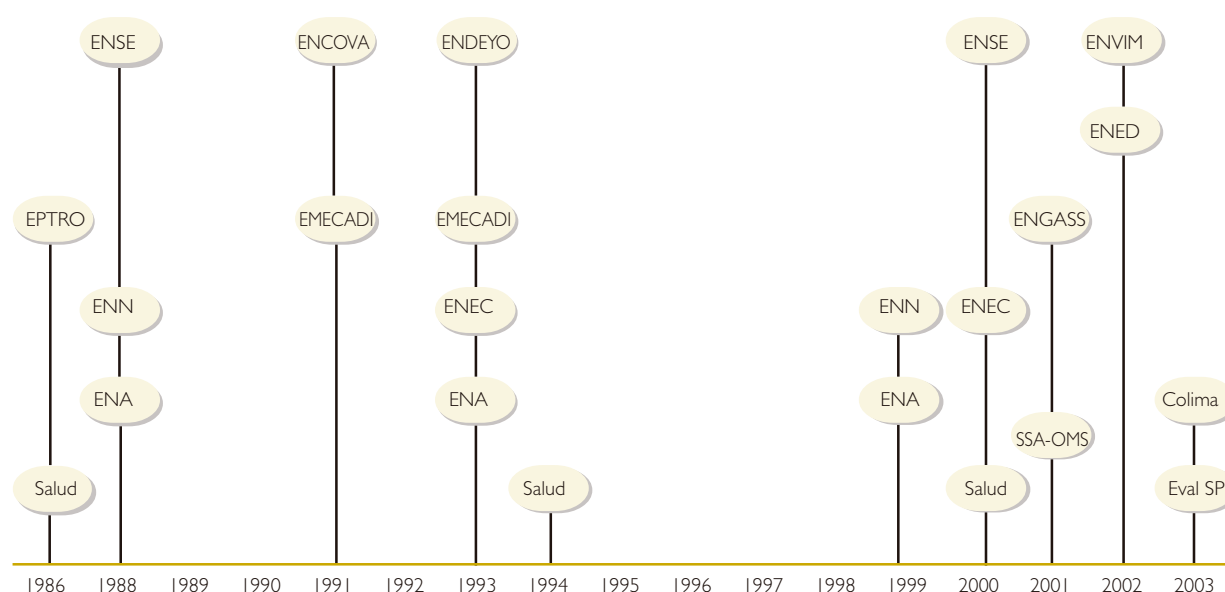 ENSE ENCOVA ENDEYO ENSE ENVIM
ENED
EPTRO EMECADI EMECADI ENGASS
ENN ENEC ENN ENEC
ENA ENA ENA Colima
SSA-OMS
Salud Salud Salud Eval SP
1986 1988 1989 1990 1991 1992 1993 1994 1995 1996 1997 1998 1999 2000 2001 2002 2003